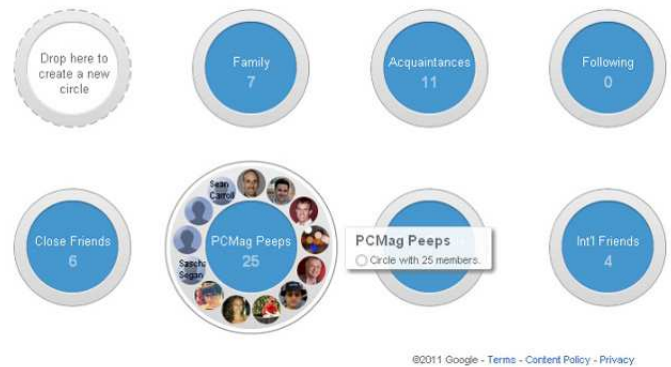 Drop here to
create a new
circle
Family
7
Acquaintances
11
Following
0
Close Friends
6
Sean
Carroll
Sascha
Segan
PCMag Peeps
25
PCMag Peeps
Circle with 25 members.
Int'l Friends
4
©2011 Google - Terms - Content Policy - Privacy